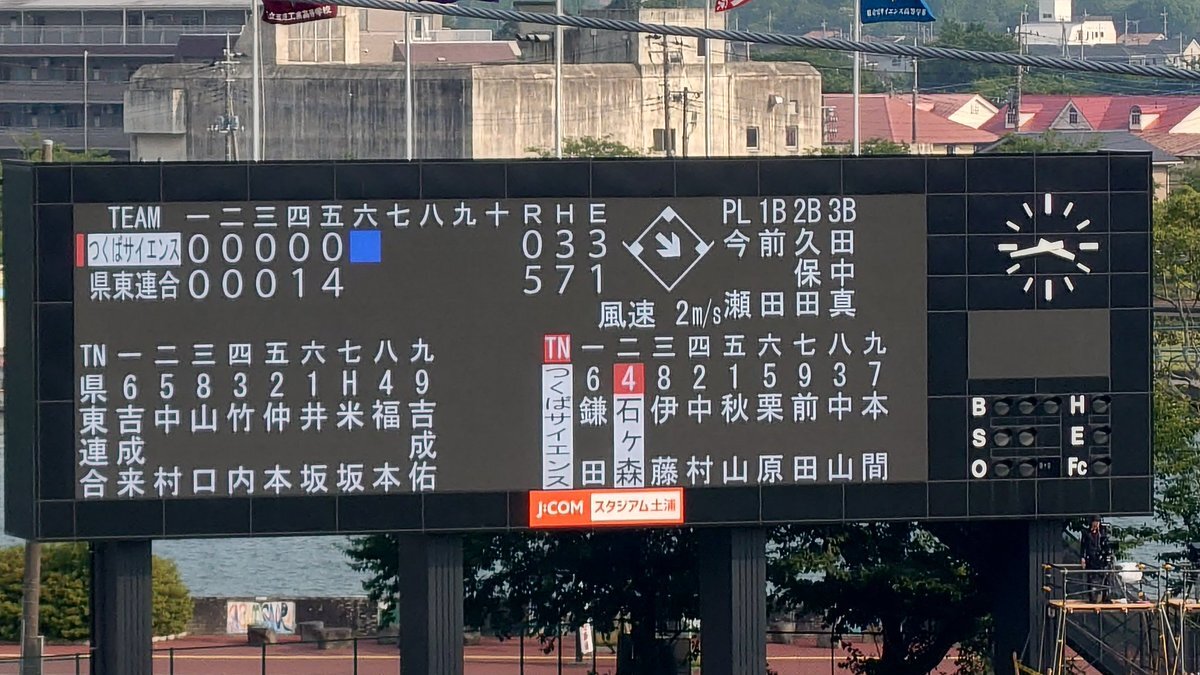 工業高校
TEAM 一 二 三 四 五 六 七 八 九 十 R H E
つくばサイエンス 0 0 0 0 0 0 3 3
県東連合 0 0 0 1 4 5 7 1
PL 1B 2B 3B
今瀬 前田 久保田 田中真
風速 2m/s
TN 一 二 三 四 五 六 七 八 九
県東連合 6 5 8 3 2 1 H 4 9
吉成来 中村 山口 竹内 仲本 井坂 米坂 福本 吉成佑
TN 一 二 三 四 五 六 七 八 九
つくばサイエンス 6 4 8 2 1 5 9 3 7
鎌田 石ケ森 伊藤 中村 秋山 栗原 前田 中山 本間
B H
S E
O Fc
J:COM スタジアム土浦